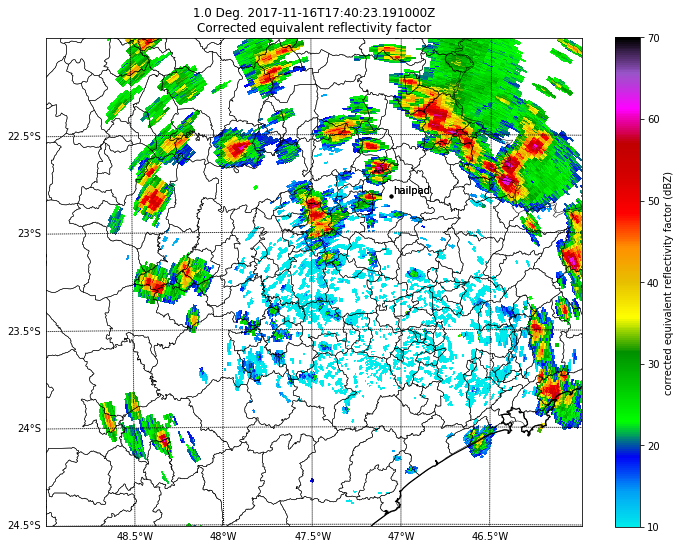 1.0 Deg. 2017-11-16T17:40:23.191000Z
Corrected equivalent reflectivity factor
70
60
50
40
30
20
10
corrected equivalent reflectivity factor (dBZ)
22.5°S
23°S
23.5°S
24°S
24.5°S
hailpad
48.5°W
48°W
47.5°W
47°W
46.5°W